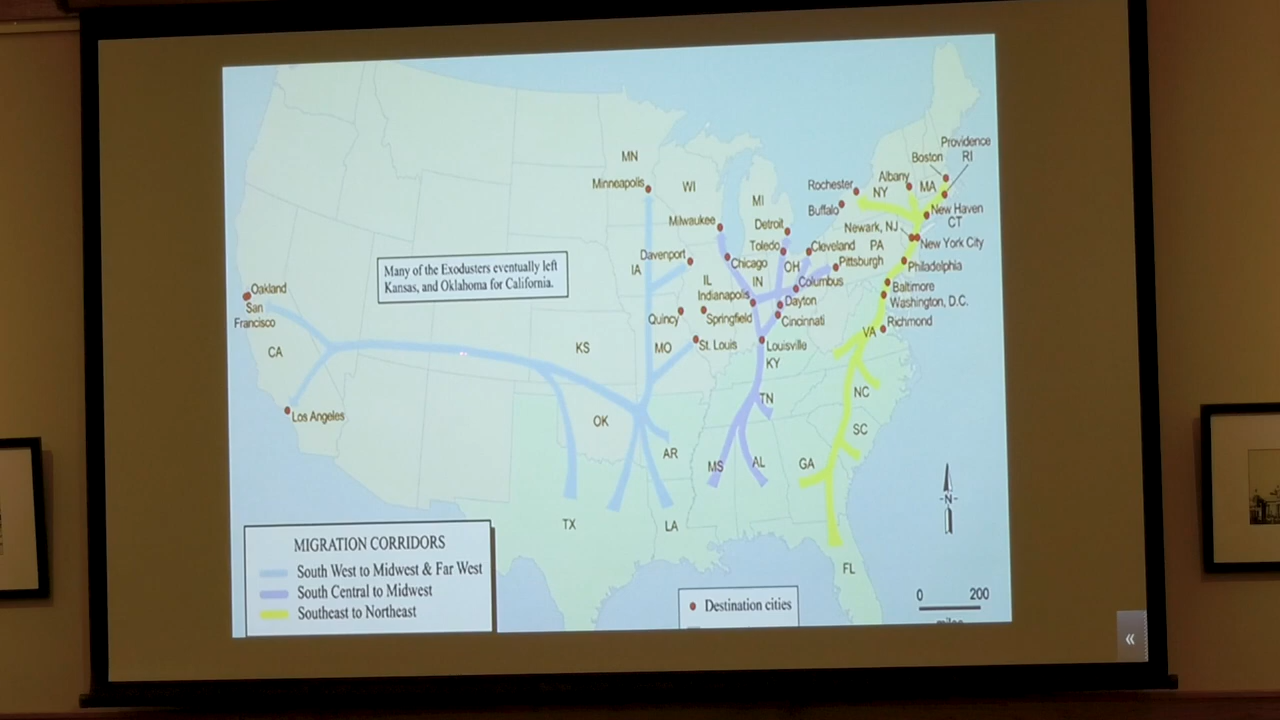 Providence
RI
Boston
MN
Minneapolis
WI
MI
Rochester
Albany
NY
MA
Buffalo
New Haven
CT
Milwaukee
Detroit
Newark, NJ
New York City
Davenport
Toledo
Cleveland
PA
Chicago
OH
Pittsburgh
Philadelphia
IA
IL
IN
Columbus
Many of the Exodusters eventually left
Kansas, and Oklahoma for California.
Oakland
San
Francisco
Indianapolis
Dayton
Baltimore
Washington, D.C.
Quincy
Springfield
Cincinnati
Richmond
VA
CA
KS
MO
St. Louis
Louisville
KY
NC
TN
Los Angeles
OK
SC
AR
MS
AL
GA
TX
LA
-N-
FL
MIGRATION CORRIDORS
South West to Midwest & Far West
South Central to Midwest
Southeast to Northeast
Destination cities
0 200
«